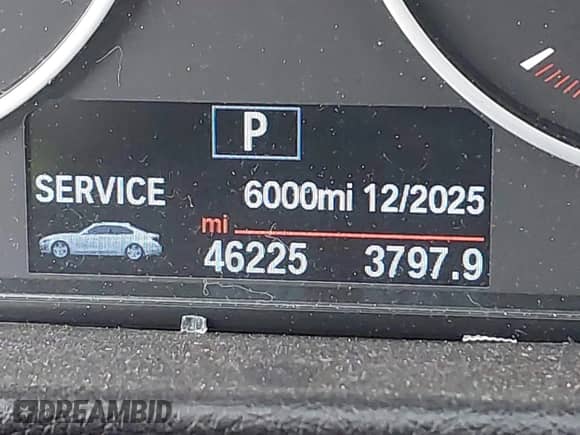 P
SERVICE 6000mi 12/2025
mi
46225 3797.9
DREAMBID